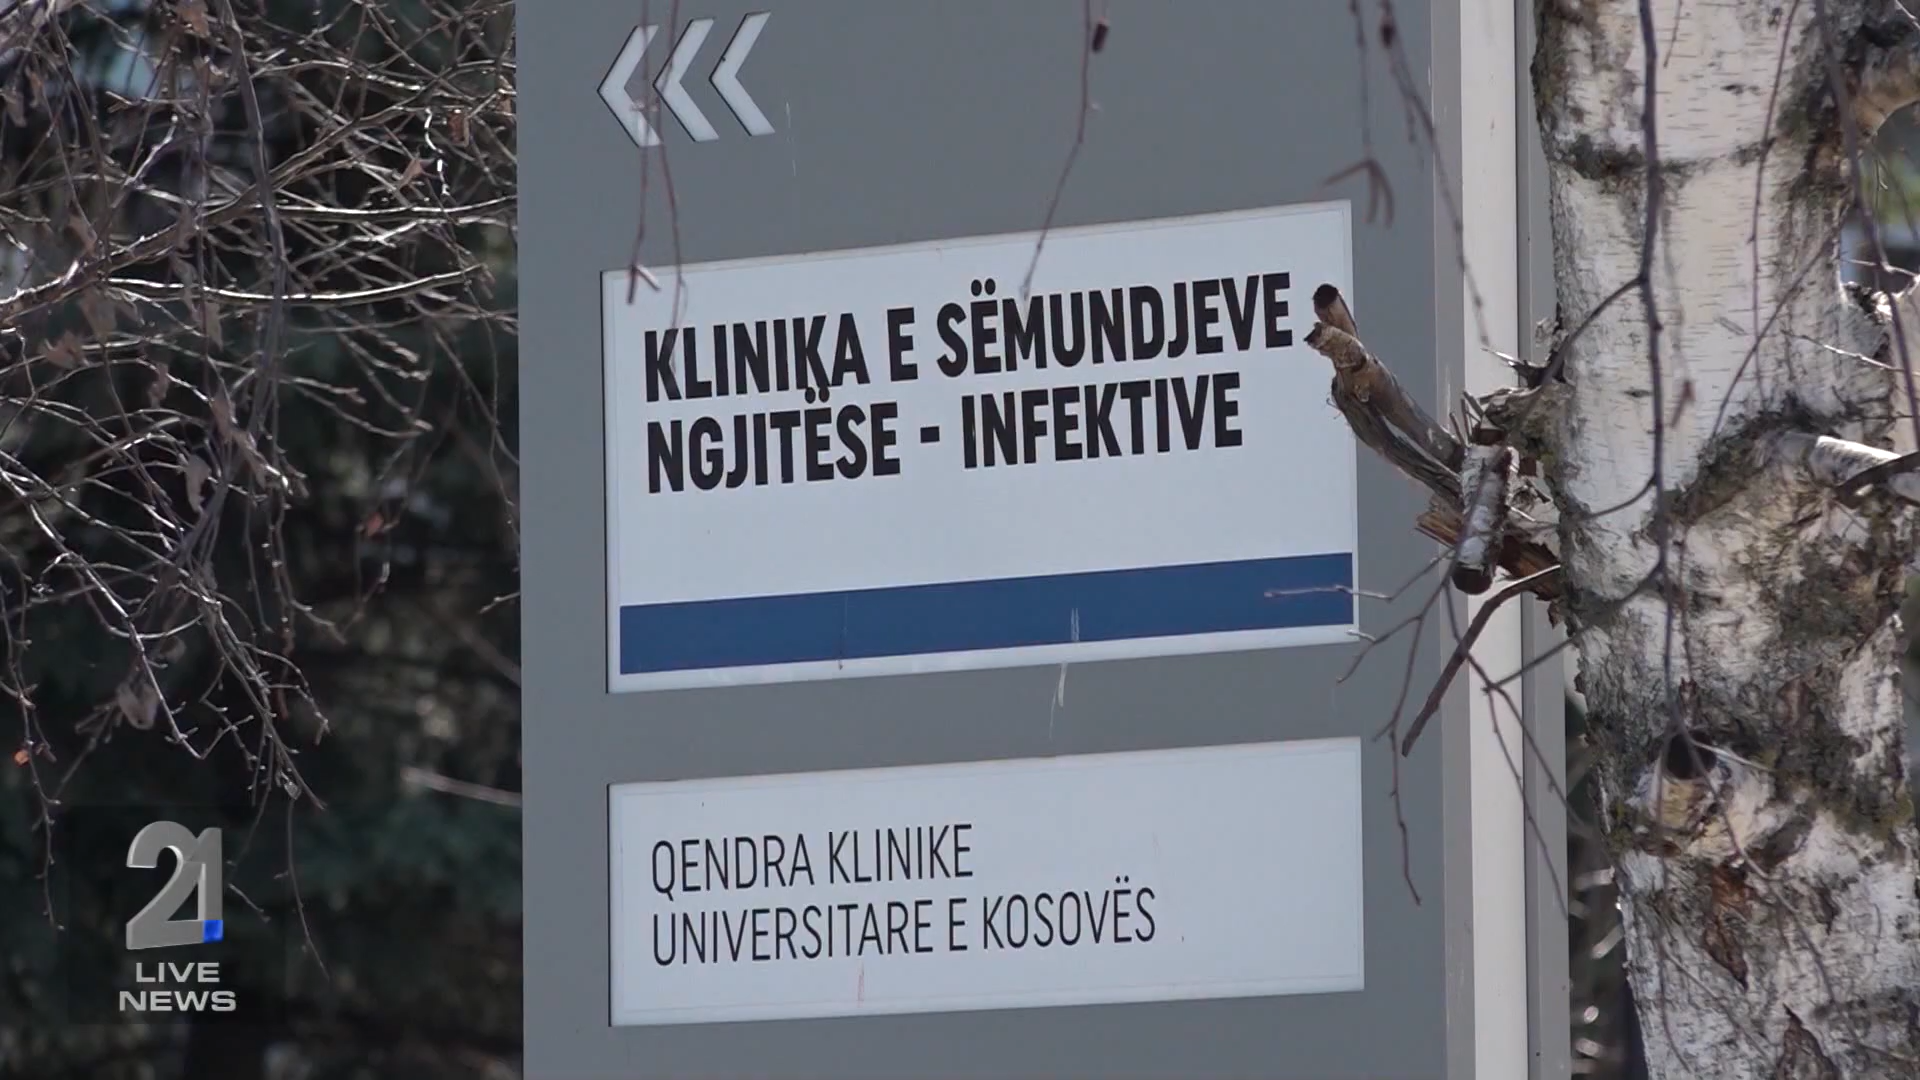 KLINIKA E SËMUNDJEVE
NGJITËSE - INFEKTIVE
QENDRA KLINIKE
UNIVERSITARE E KOSOVËS
21
LIVE
NEWS